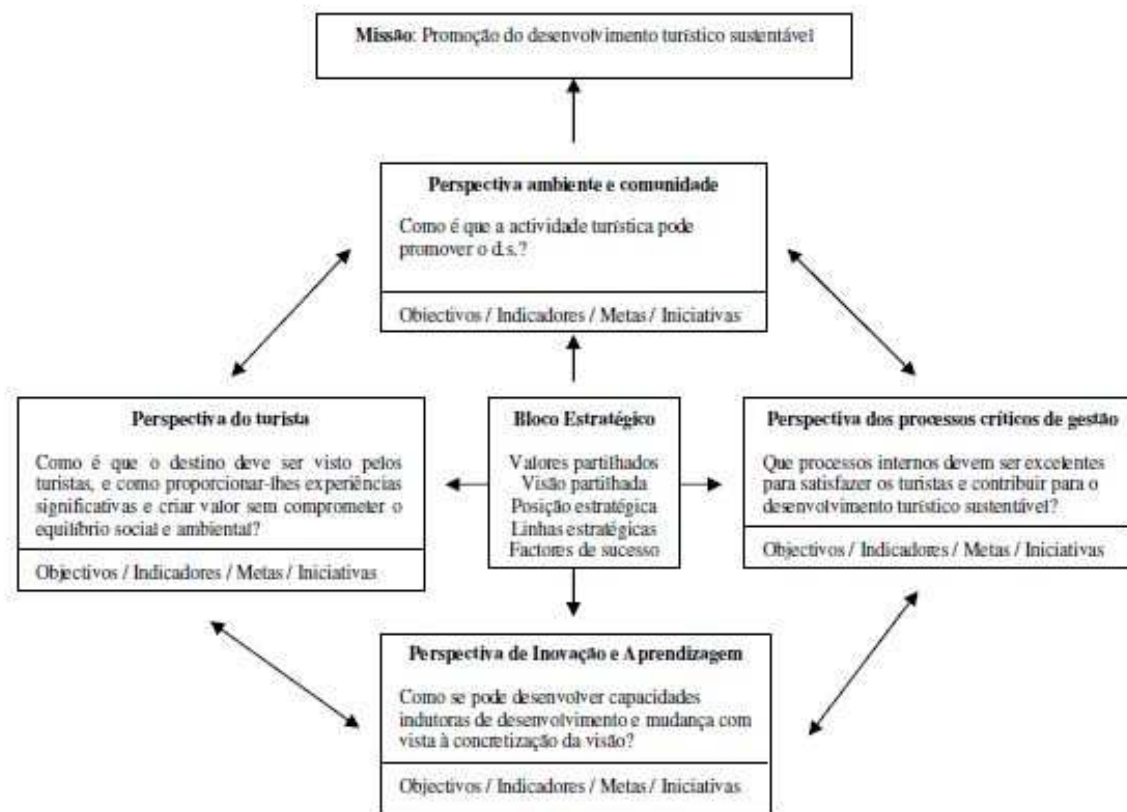 Missão: Promoção do desenvolvimento turístico sustentável
Perspectiva ambiente e comunidade
Como é que a actividade turística pode
promover o d.s.?
Objectivos / Indicadores / Metas / Iniciativas
Perspectiva do turista
Como é que o destino deve ser visto pelos
turistas, e como proporcionar-lhes experiências
significativas e criar valor sem comprometer o
equilíbrio social e ambiental?
Objectivos / Indicadores / Metas / Iniciativas
Bloco Estratégico
Valores partilhados
Visão partilhada
Posição estratégica
Linhas estratégicas
Factores de sucesso
Perspectiva dos processos críticos de gestão
Que processos internos devem ser excelentes
para satisfazer os turistas e contribuir para o
desenvolvimento turístico sustentável?
Objectivos / Indicadores / Metas / Iniciativas
Perspectiva de Inovação e Aprendizagem
Como se pode desenvolver capacidades
indutoras de desenvolvimento e mudança com
vista à concretização da visão?
Objectivos / Indicadores / Metas / Iniciativas